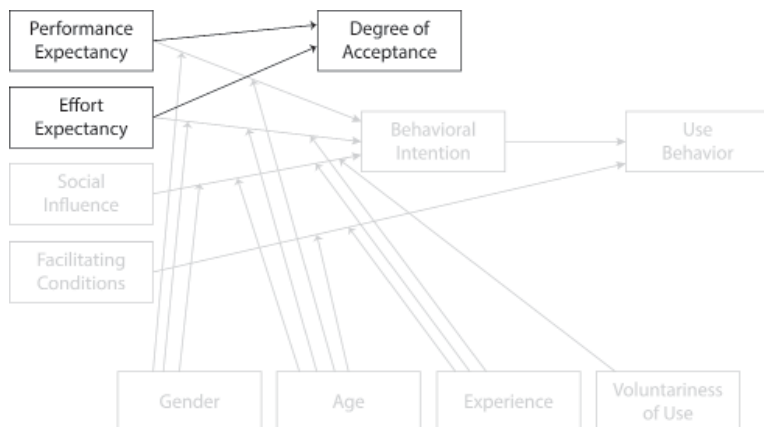 Performance
Expectancy
Degree of
Acceptance
Effort
Expectancy
Behavioral
Intention
Use
Behavior
Social
Influence
Facilitating
Conditions
Gender
Age
Experience
Voluntariness
of Use